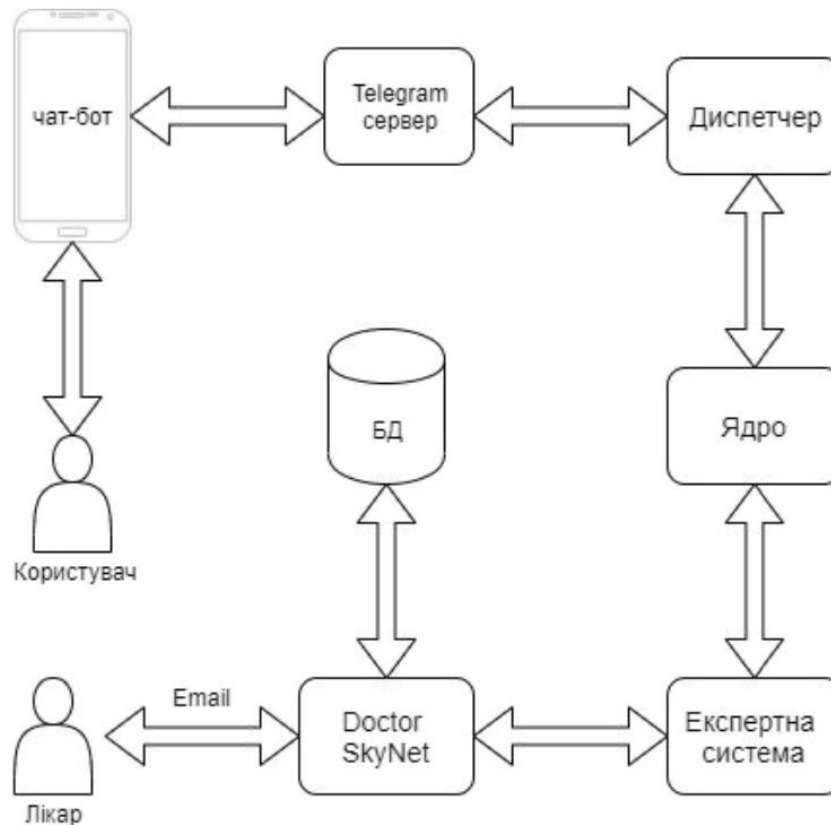 чат-бот
Telegram
сервер
Диспетчер
БД
Ядро
Користувач
Email
Doctor
SkyNet
Експертна
система
Лікар